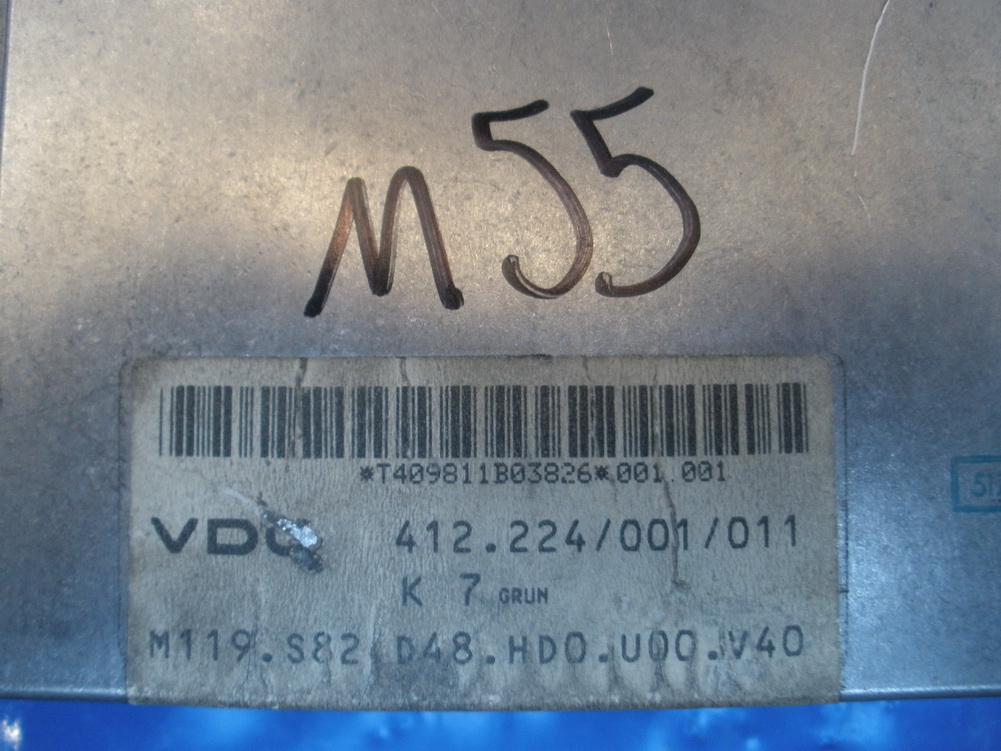 M55
*T409811B03826*001.001
VDO 412.224/001/011
K 7 GRUN
M119.S82 D48.HD0.U00.V40